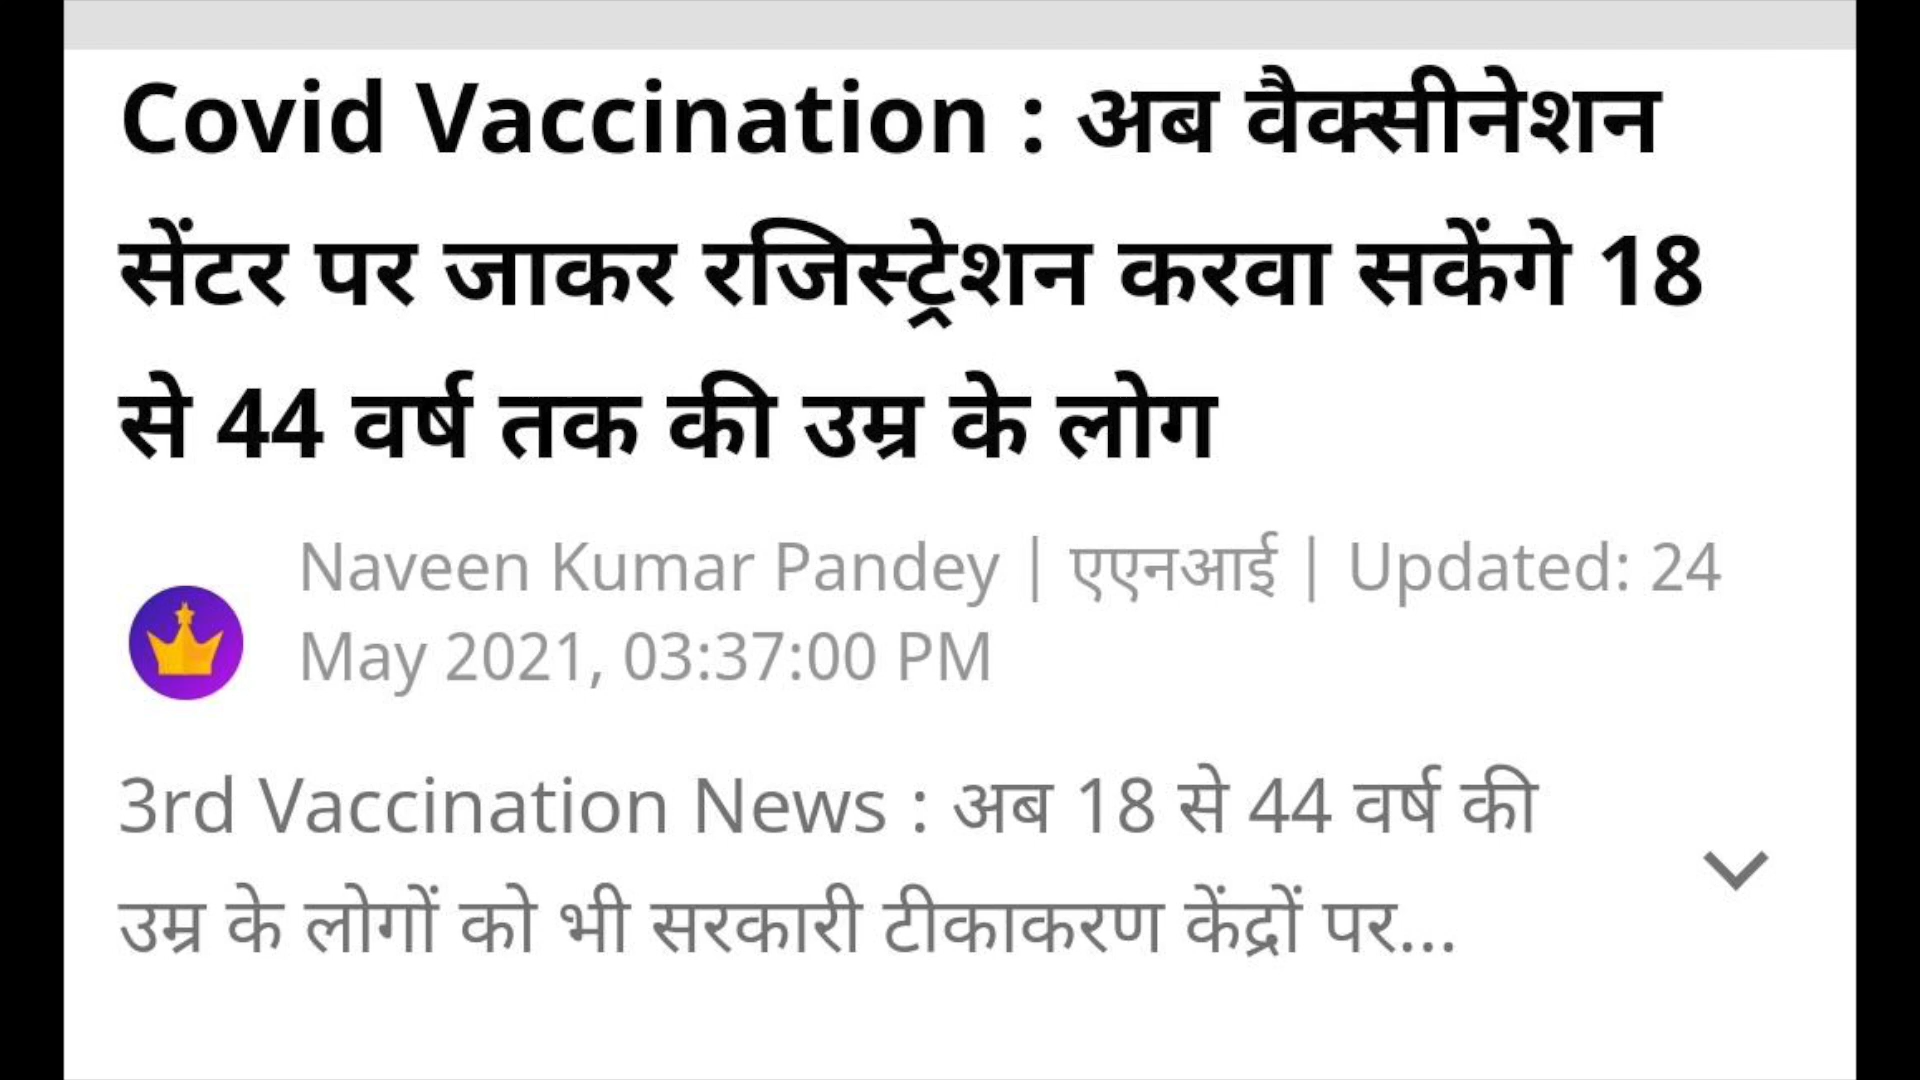 Covid Vaccination : अब वैक्सीनेशन
सेंटर पर जाकर रजिस्ट्रेशन करवा सकेंगे 18
से 44 वर्ष तक की उम्र के लोग
Naveen Kumar Pandey | एएनआई | Updated: 24
May 2021, 03:37:00 PM
3rd Vaccination News : अब 18 से 44 वर्ष की
उम्र के लोगों को भी सरकारी टीकाकरण केंद्रों पर...